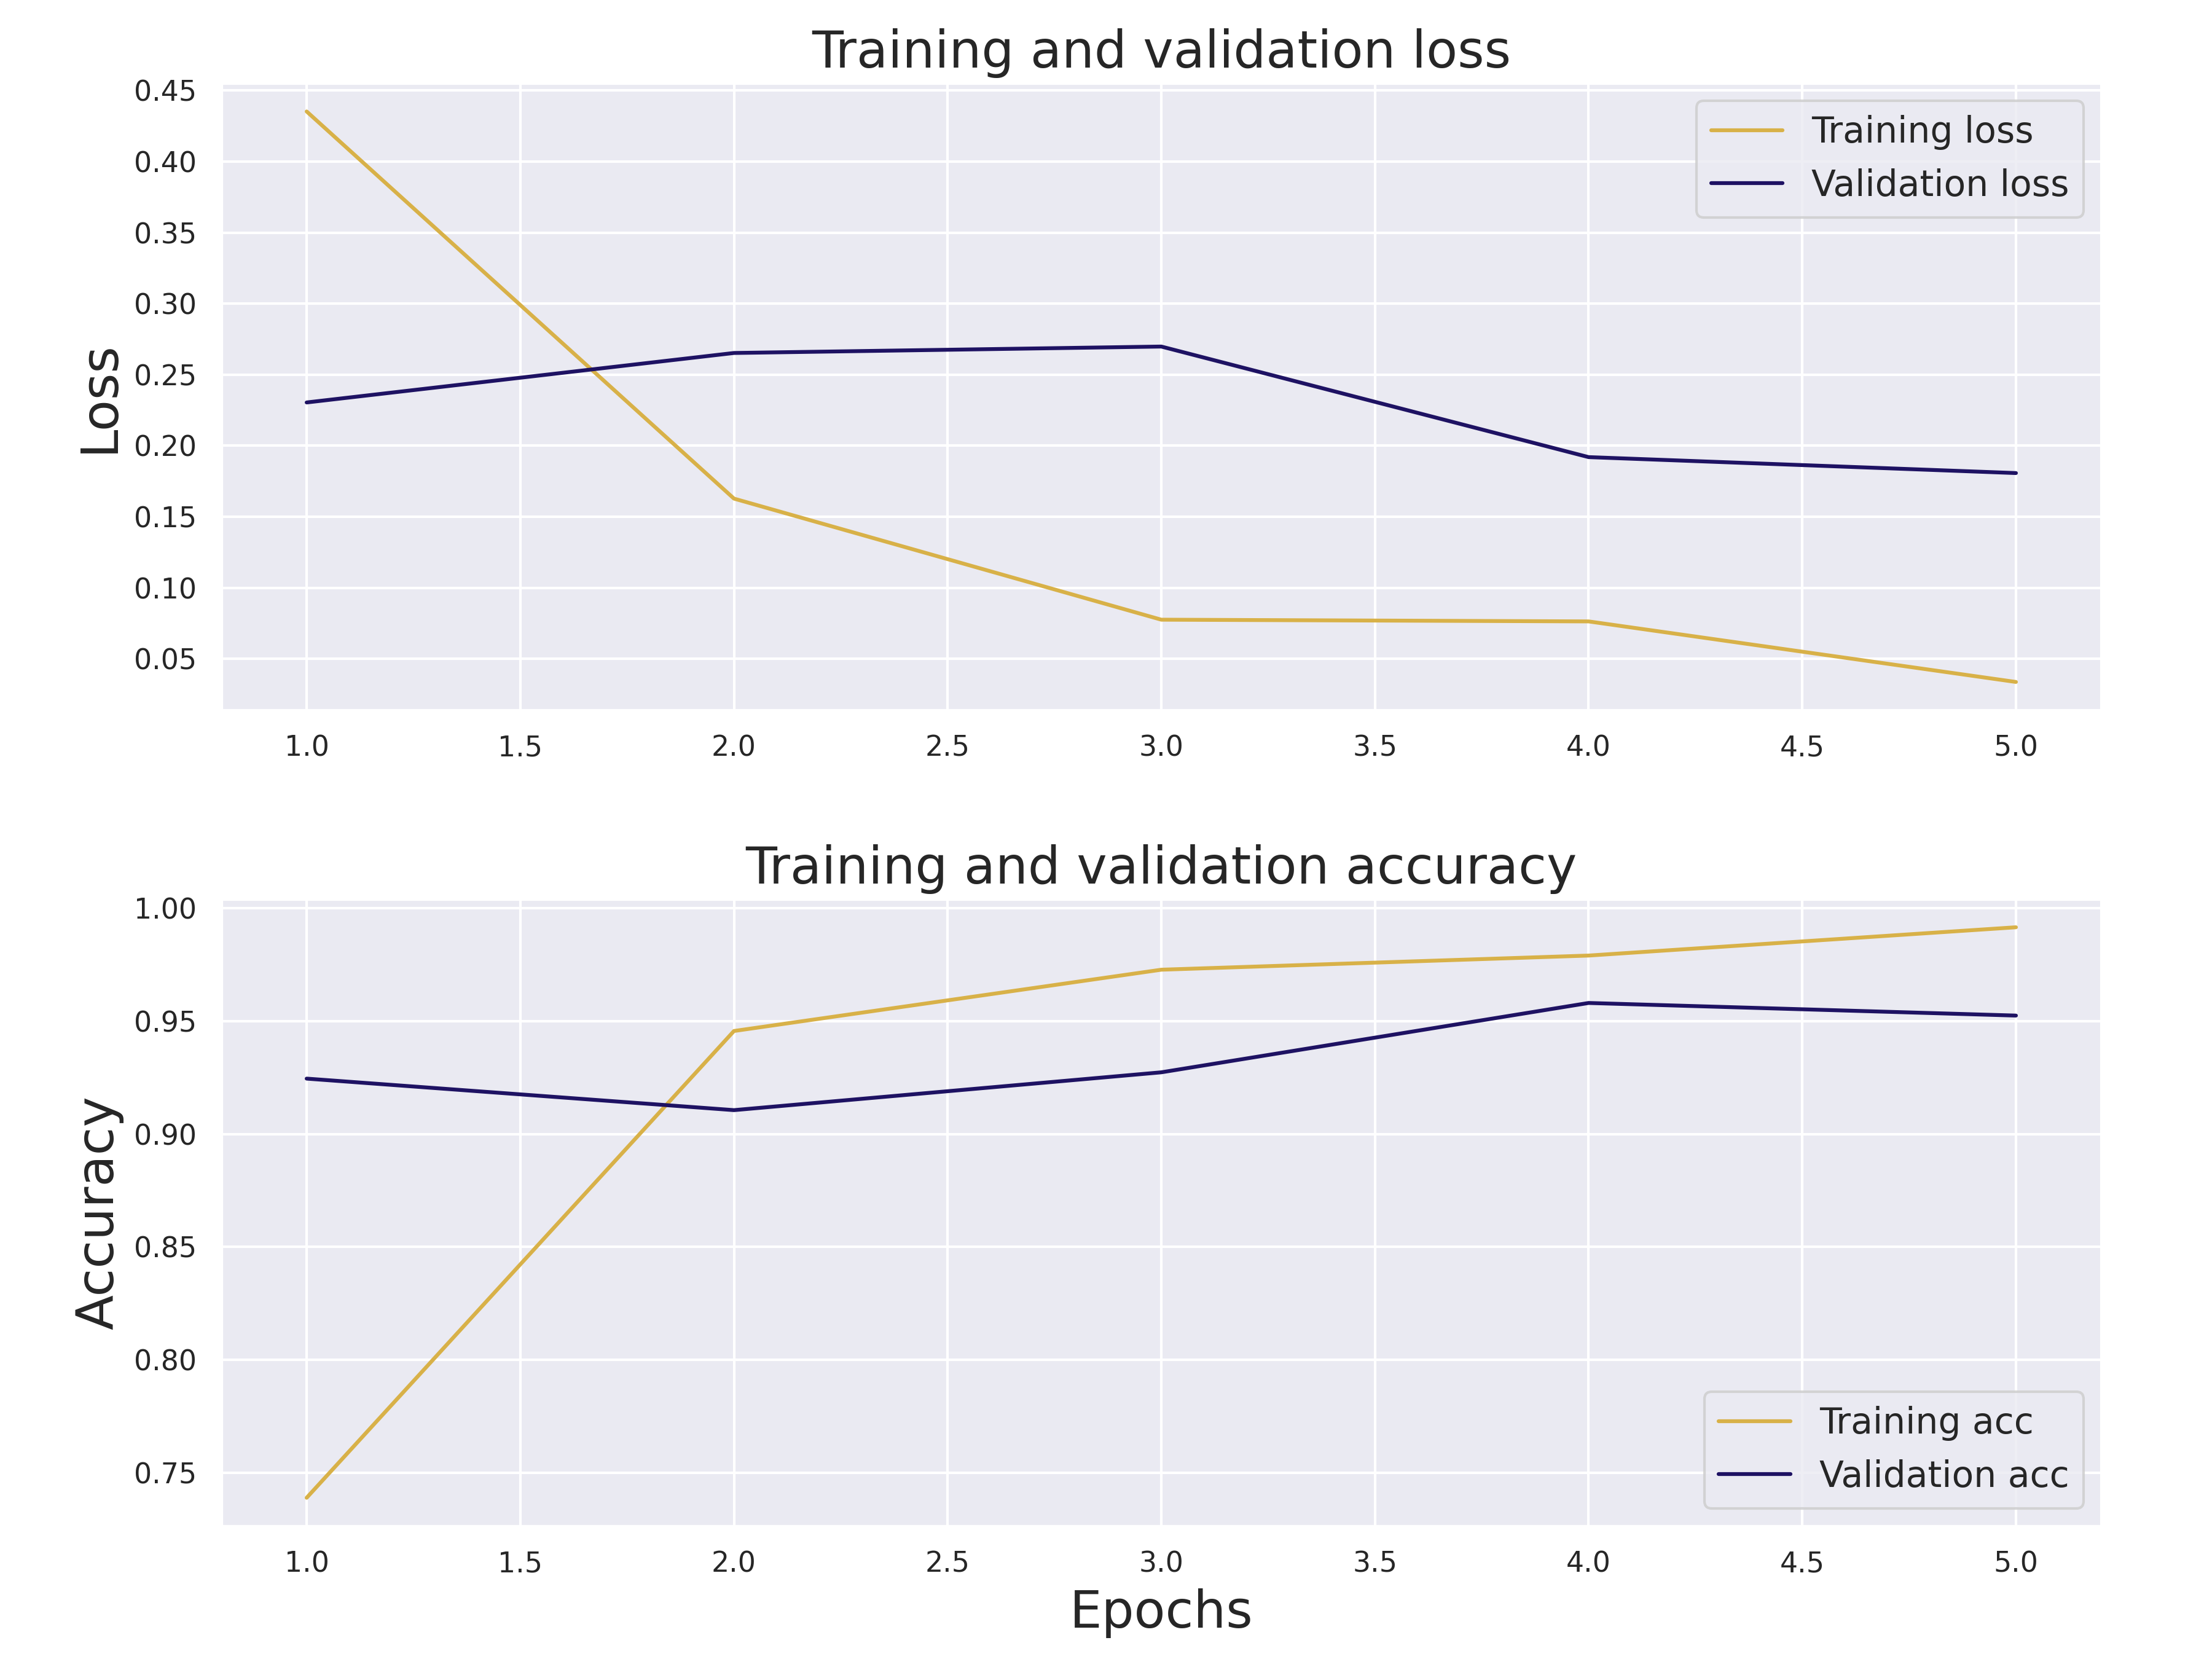 Training and validation loss
0.45
0.40
0.35
0.30
0.25
0.20
0.15
0.10
0.05
Loss
Training loss
Validation loss
1.0 1.5 2.0 2.5 3.0 3.5 4.0 4.5 5.0
Training and validation accuracy
1.00
0.95
0.90
0.85
0.80
0.75
Accuracy
Training acc
Validation acc
1.0 1.5 2.0 2.5 3.0 3.5 4.0 4.5 5.0
Epochs